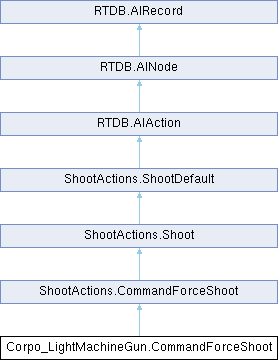 RTDB.AIRecord
RTDB.AINode
RTDB.AIAction
ShootActions.ShootDefault
ShootActions.Shoot
ShootActions.CommandForceShoot
Corpo_LightMachineGun.CommandForceShoot